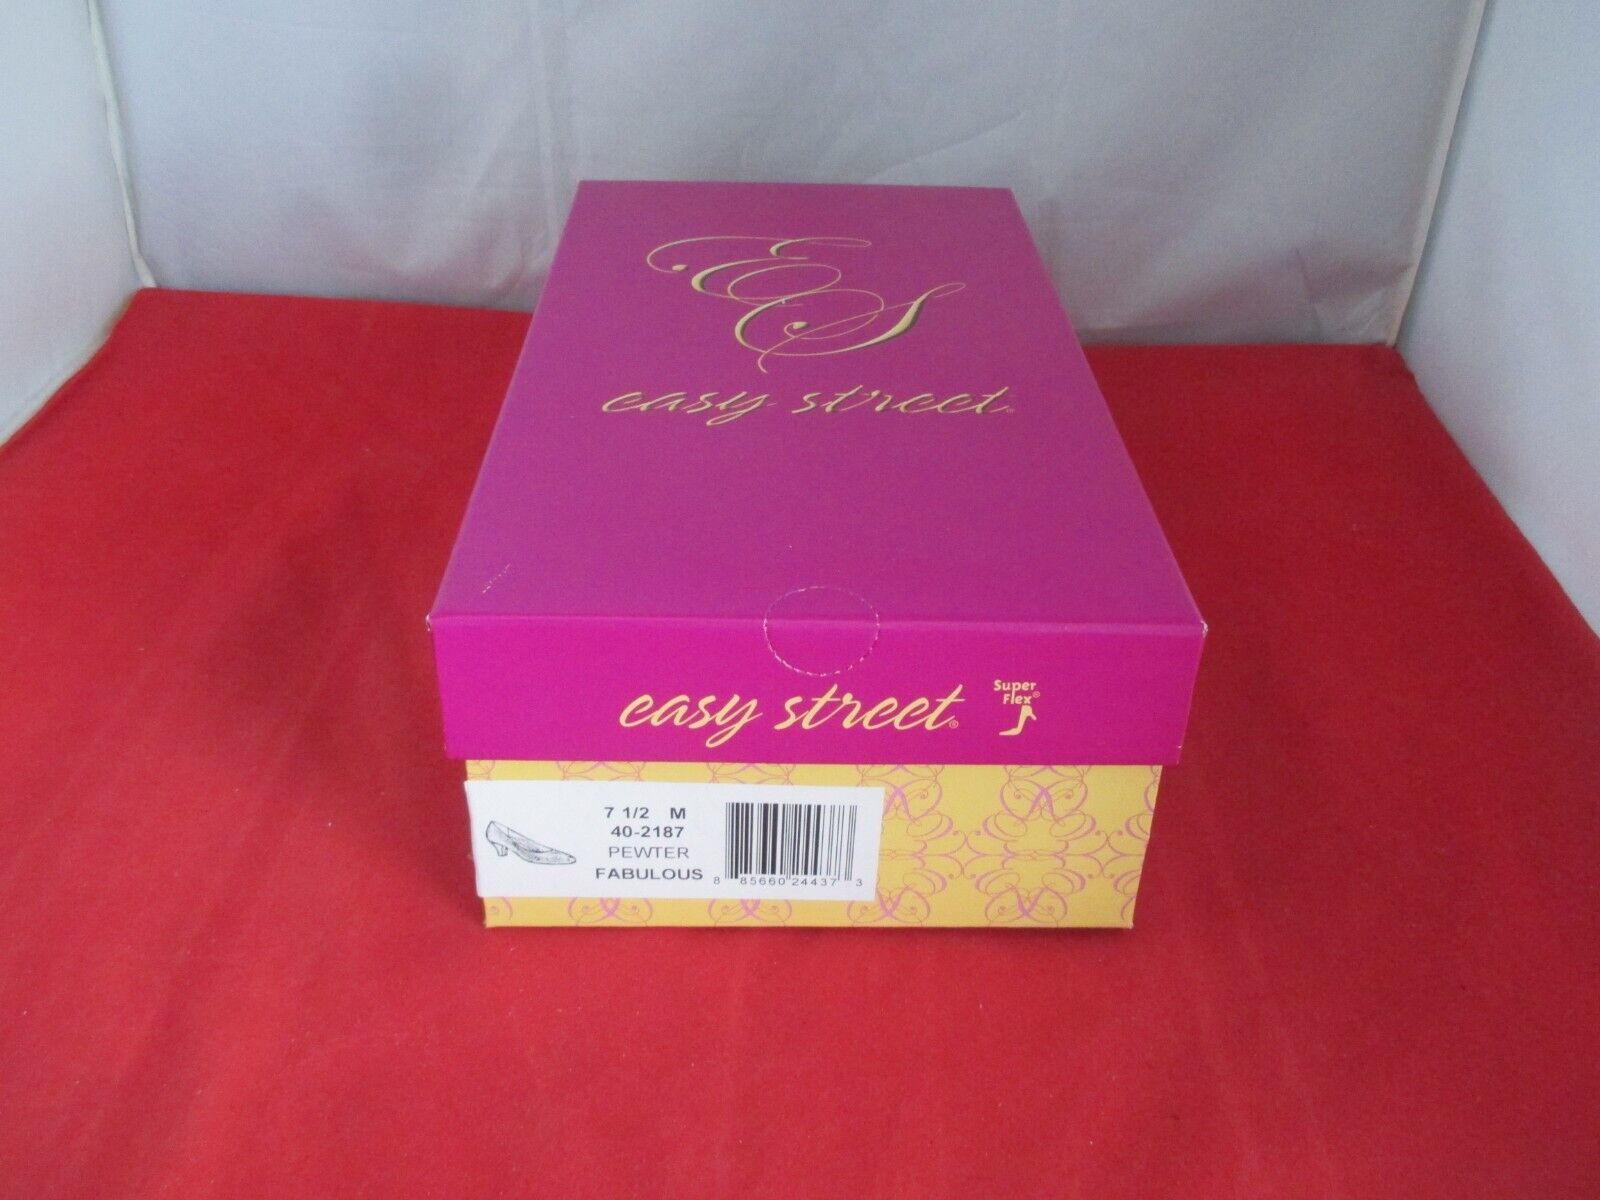 ES
easy street®
easy street®
Super
Flex®
7 1/2 M
40-2187
PEWTER
FABULOUS
8 85660 24437 3